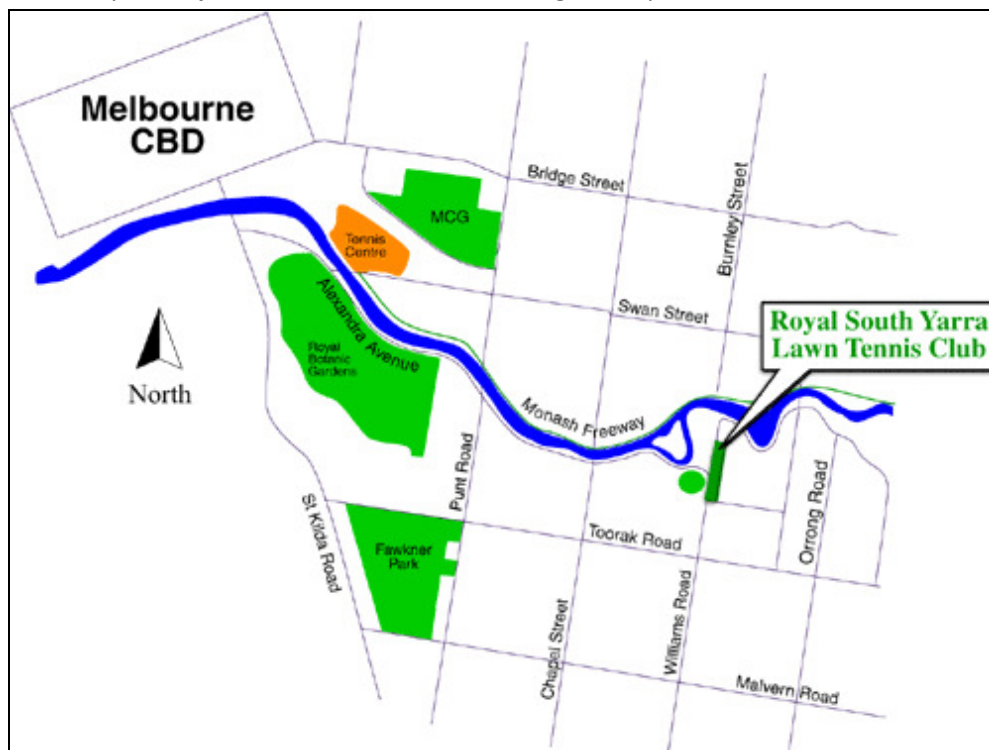 Melbourne
CBD
Bridge Street
MCG
Burnley Street
Tennis
Centre
Swan Street
Royal South Yarra
Lawn Tennis Club
Alexandra Avenue
Royal
Botanic
Gardens
North
Monash Freeway
Punt Road
St Kilda Road
Toorak Road
Orrong Road
Fawkner
Park
Chapel Street
Williams Road
Malvern Road